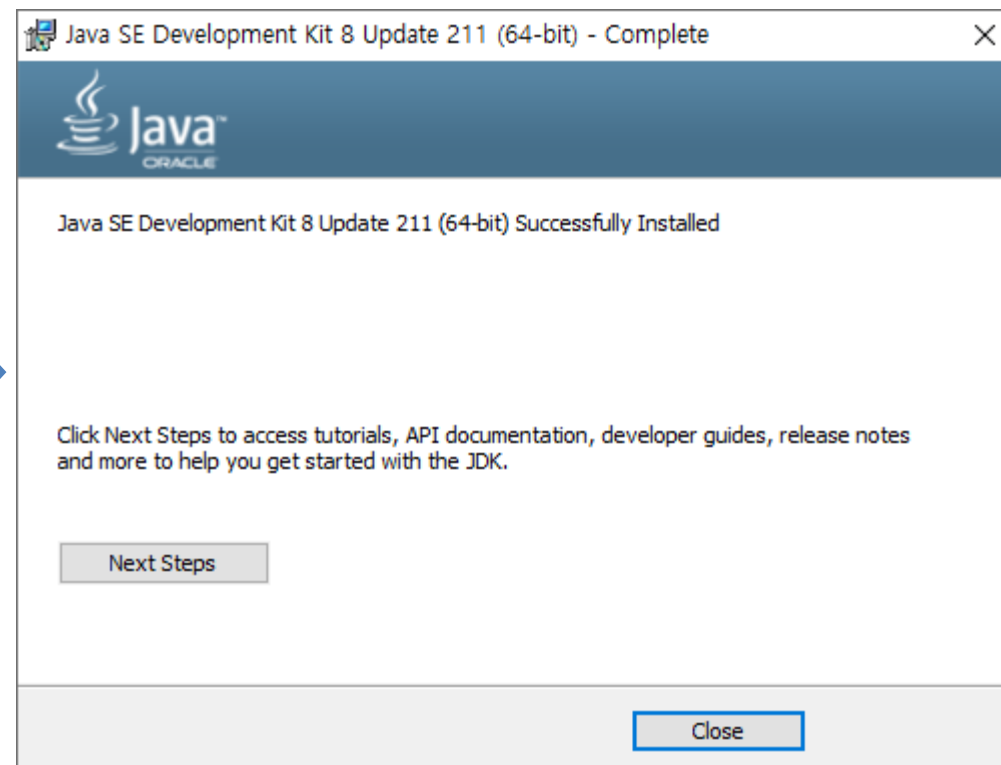 Java SE Development Kit 8 Update 211 (64-bit) - Complete
Java™
ORACLE
Java SE Development Kit 8 Update 211 (64-bit) Successfully Installed
Click Next Steps to access tutorials, API documentation, developer guides, release notes
and more to help you get started with the JDK.
Next Steps
Close